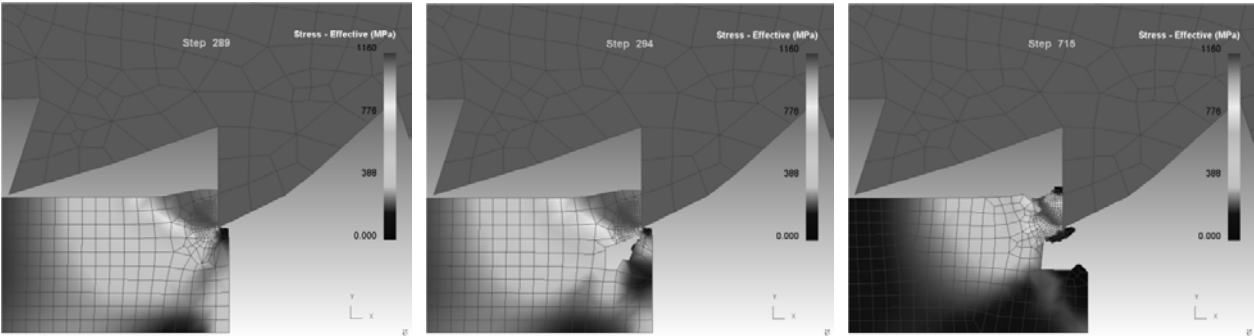 Stress - Effective (MPa)
Step 289
1160
776
388
0.000
Y
X
Stress - Effective (MPa)
Step 294
1160
776
388
0.000
Y
X
Stress - Effective (MPa)
Step 715
1160
776
388
0.000
Y
X